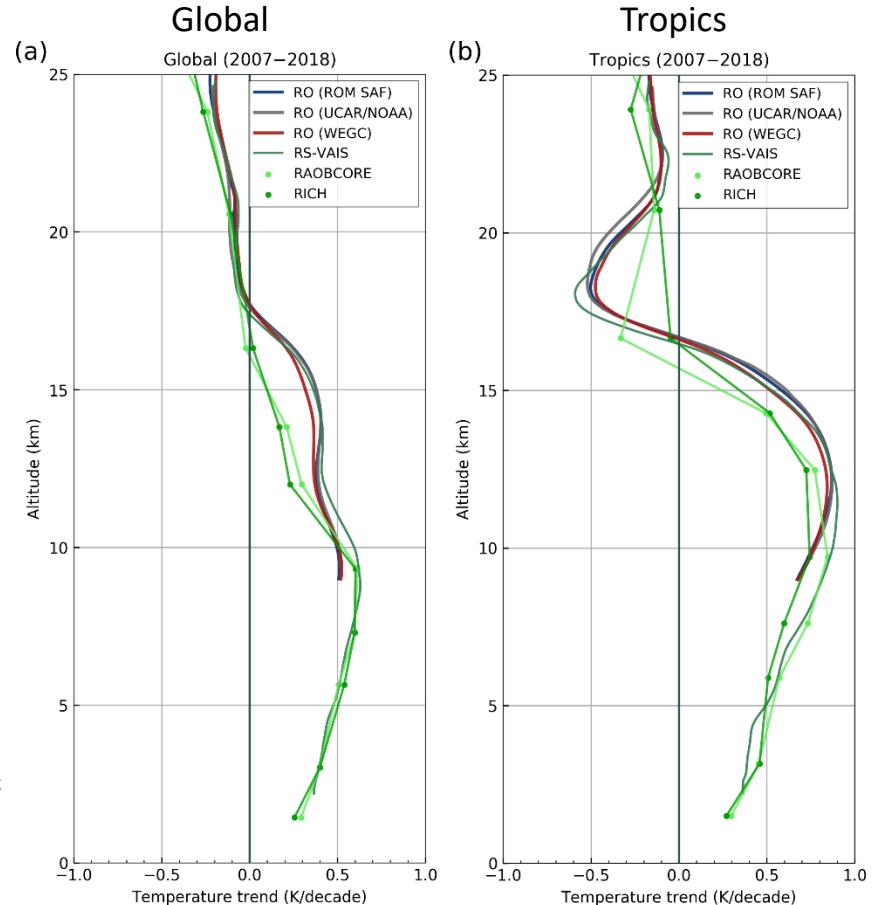 Global
Tropics
(a)
Global (2007−2018)
RO (ROM SAF)
RO (UCAR/NOAA)
RO (WEGC)
RS-VAIS
RAOBCORE
RICH
25
20
15
10
5
0
Altitude (km)
−1.0 −0.5 0.0 0.5 1.0
Temperature trend (K/decade)
(b)
Tropics (2007−2018)
RO (ROM SAF)
RO (UCAR/NOAA)
RO (WEGC)
RS-VAIS
RAOBCORE
RICH
25
20
15
10
5
0
Altitude (km)
−1.0 −0.5 0.0 0.5 1.0
Temperature trend (K/decade)